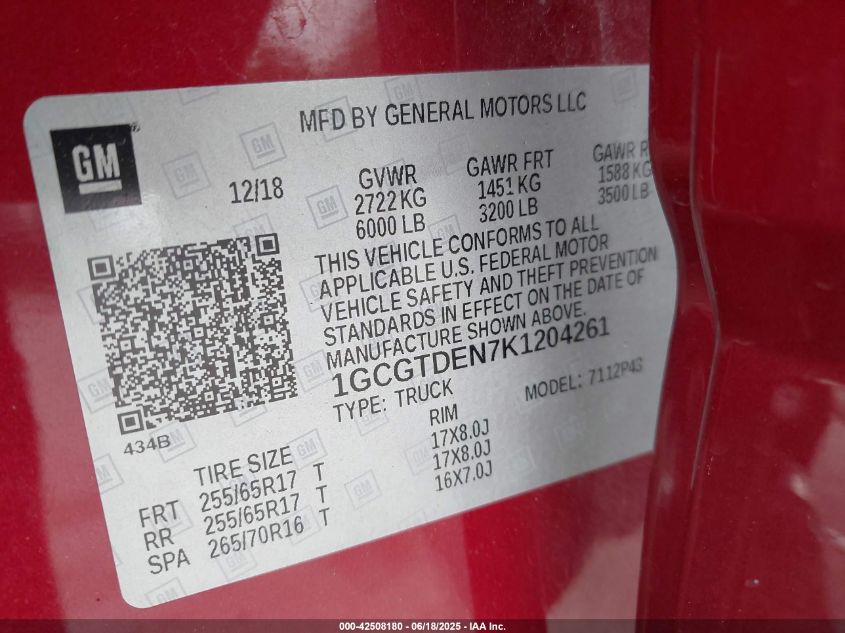 GM
MFD BY GENERAL MOTORS LLC
12/18
GVWR GAWR FRT GAWR R
2722 KG 1451 KG 1588 KG
6000 LB 3200 LB 3500 LB
THIS VEHICLE CONFORMS TO ALL
APPLICABLE U.S. FEDERAL MOTOR
VEHICLE SAFETY AND THEFT PREVENTION
STANDARDS IN EFFECT ON THE DATE OF
MANUFACTURE SHOWN ABOVE.
1GCGTDEN7K1204261
TYPE: TRUCK MODEL: 7112P4S
434B
TIRE SIZE RIM
FRT 255/65R17 T 17X8.0J
RR 255/65R17 T 17X8.0J
SPA 265/70R16 T 16X7.0J
000-42508180 - 06/18/2025 - IAA Inc.